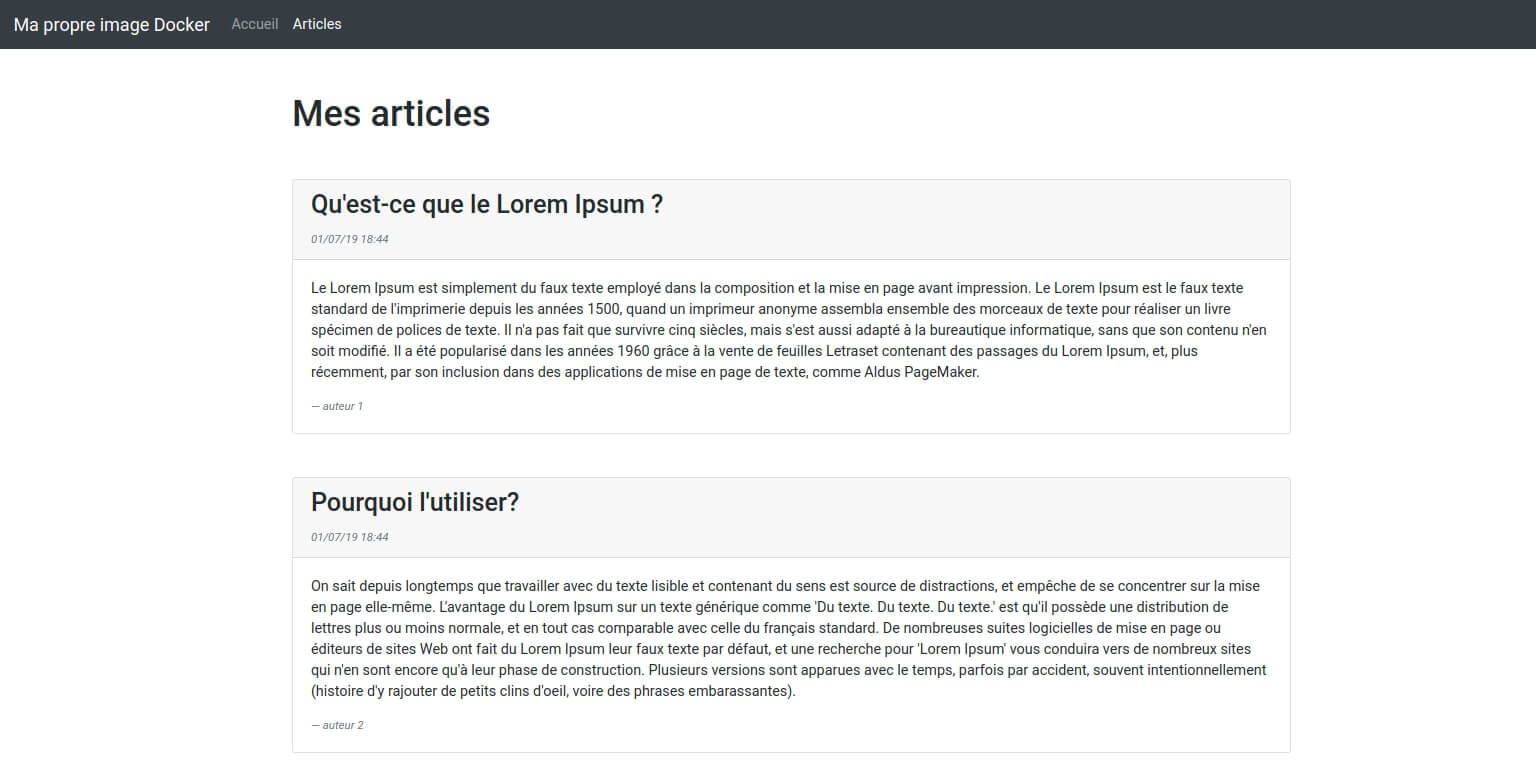 Ma propre image Docker Accueil Articles
Mes articles
Qu'est-ce que le Lorem Ipsum ?
01/07/19 18:44
Le Lorem Ipsum est simplement du faux texte employé dans la composition et la mise en page avant impression. Le Lorem Ipsum est le faux texte
standard de l'imprimerie depuis les années 1500, quand un imprimeur anonyme assembla ensemble des morceaux de texte pour réaliser un livre
spécimen de polices de texte. Il n'a pas fait que survivre cinq siècles, mais s'est aussi adapté à la bureautique informatique, sans que son contenu n'en
soit modifié. Il a été popularisé dans les années 1960 grâce à la vente de feuilles Letraset contenant des passages du Lorem Ipsum, et, plus
récemment, par son inclusion dans des applications de mise en page de texte, comme Aldus PageMaker.
— auteur 1
Pourquoi l'utiliser?
01/07/19 18:44
On sait depuis longtemps que travailler avec du texte lisible et contenant du sens est source de distractions, et empêche de se concentrer sur la mise
en page elle-même. L'avantage du Lorem Ipsum sur un texte générique comme 'Du texte. Du texte. Du texte.' est qu'il possède une distribution de
lettres plus ou moins normale, et en tout cas comparable avec celle du français standard. De nombreuses suites logicielles de mise en page ou
éditeurs de sites Web ont fait du Lorem Ipsum leur faux texte par défaut, et une recherche pour 'Lorem Ipsum' vous conduira vers de nombreux sites
qui n'en sont encore qu'à leur phase de construction. Plusieurs versions sont apparues avec le temps, parfois par accident, souvent intentionnellement
(histoire d'y rajouter de petits clins d'oeil, voire des phrases embarassantes).
— auteur 2